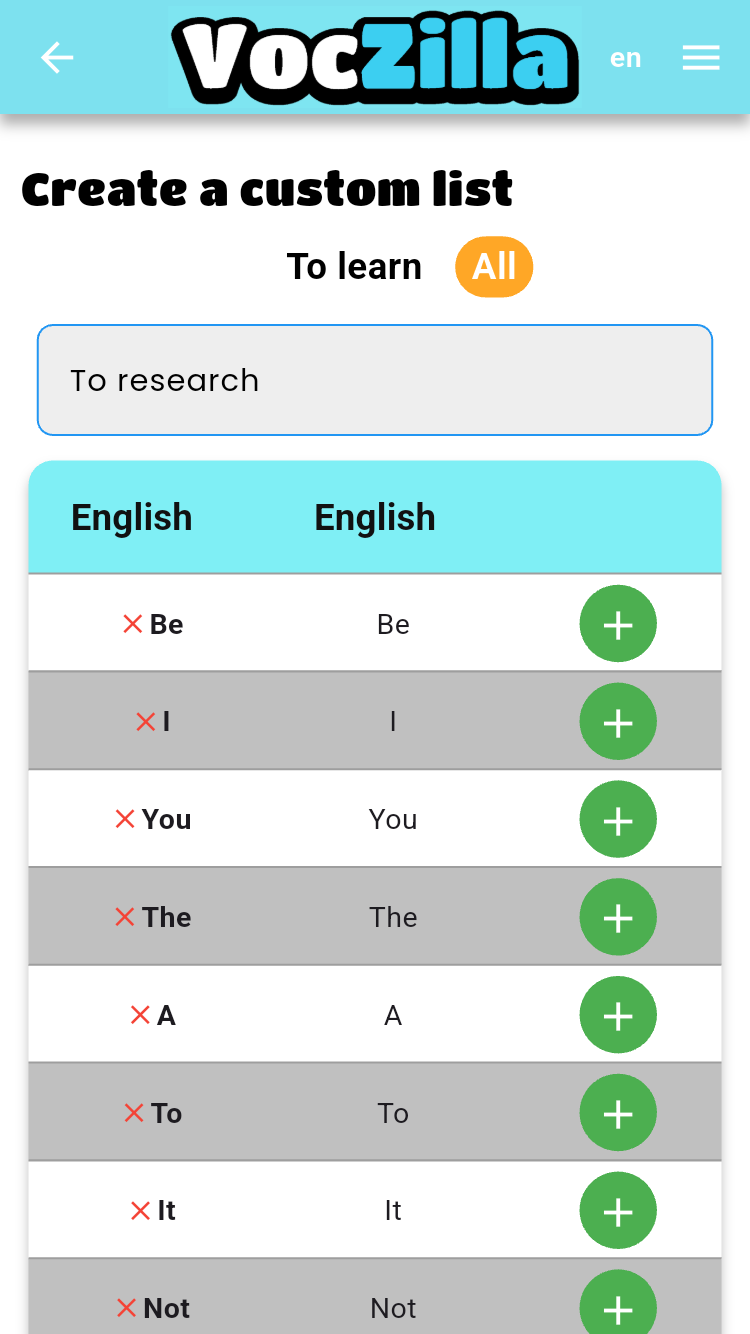 VocZilla en
Create a custom list
To learn All
To research
English English
Be Be
I I
You You
The The
A A
To To
It It
Not Not